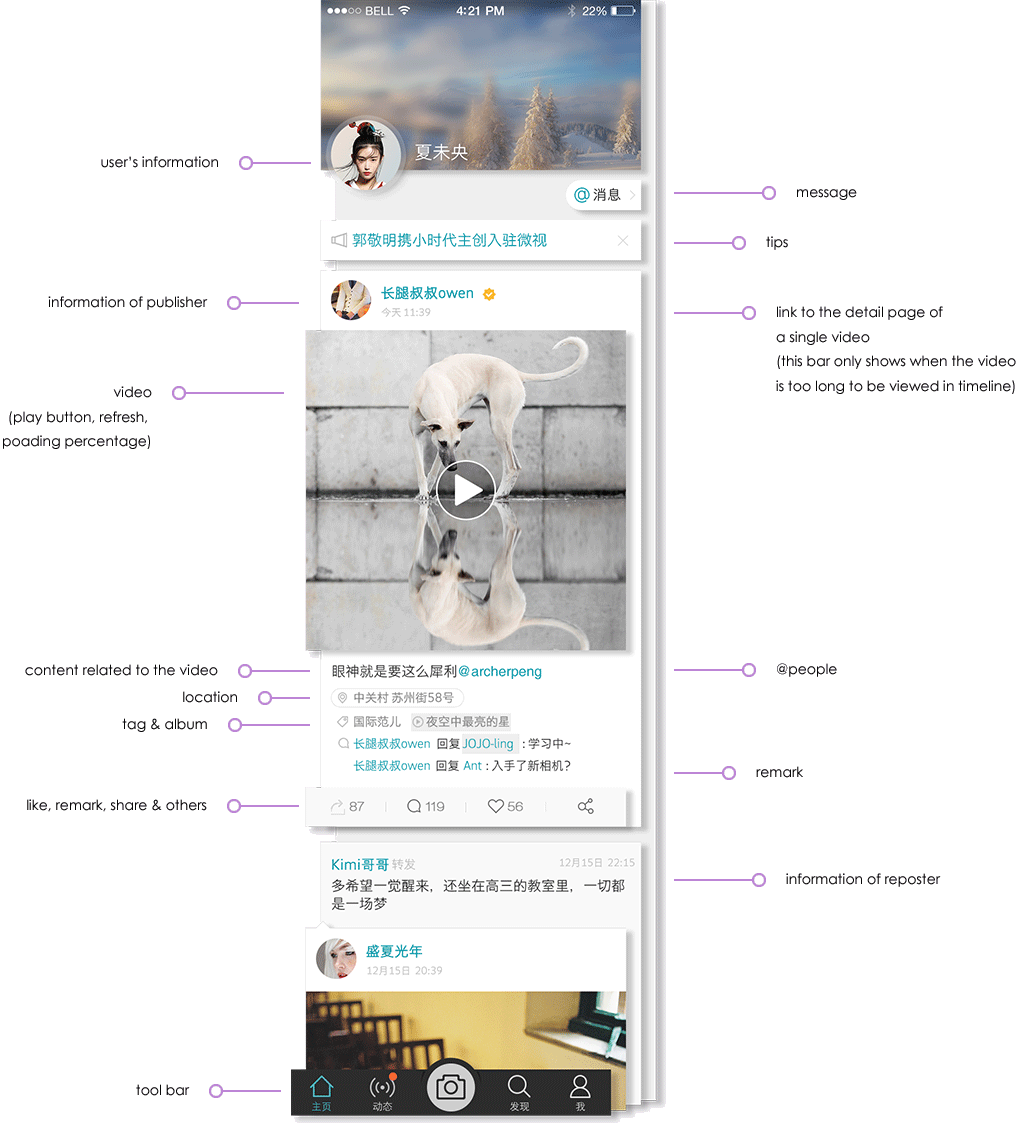 BELL 4:21 PM 22%
夏未央
user's information
@消息
message
郭敬明携小时代主创入驻微视
tips
information of publisher
长腿叔叔owen
今天 11:39
link to the detail page of
a single video
(this bar only shows when the video
is too long to be viewed in timeline)
video
(play button, refresh,
poading percentage)
content related to the video
眼神就是要这么犀利@archerpeng
@people
location
中关村 苏州街58号
tag & album
国际范儿 夜空中最亮的星
长腿叔叔owen 回复 JOJO-ling : 学习中~
长腿叔叔owen 回复 Ant : 入手了新相机?
remark
like, remark, share & others
87 119 56
Kimi哥哥 转发 12月15日 22:15
多希望一觉醒来，还坐在高三的教室里，一切都
是一场梦
information of reposter
盛夏光年
12月15日 20:39
tool bar
主页 动态 发现 我